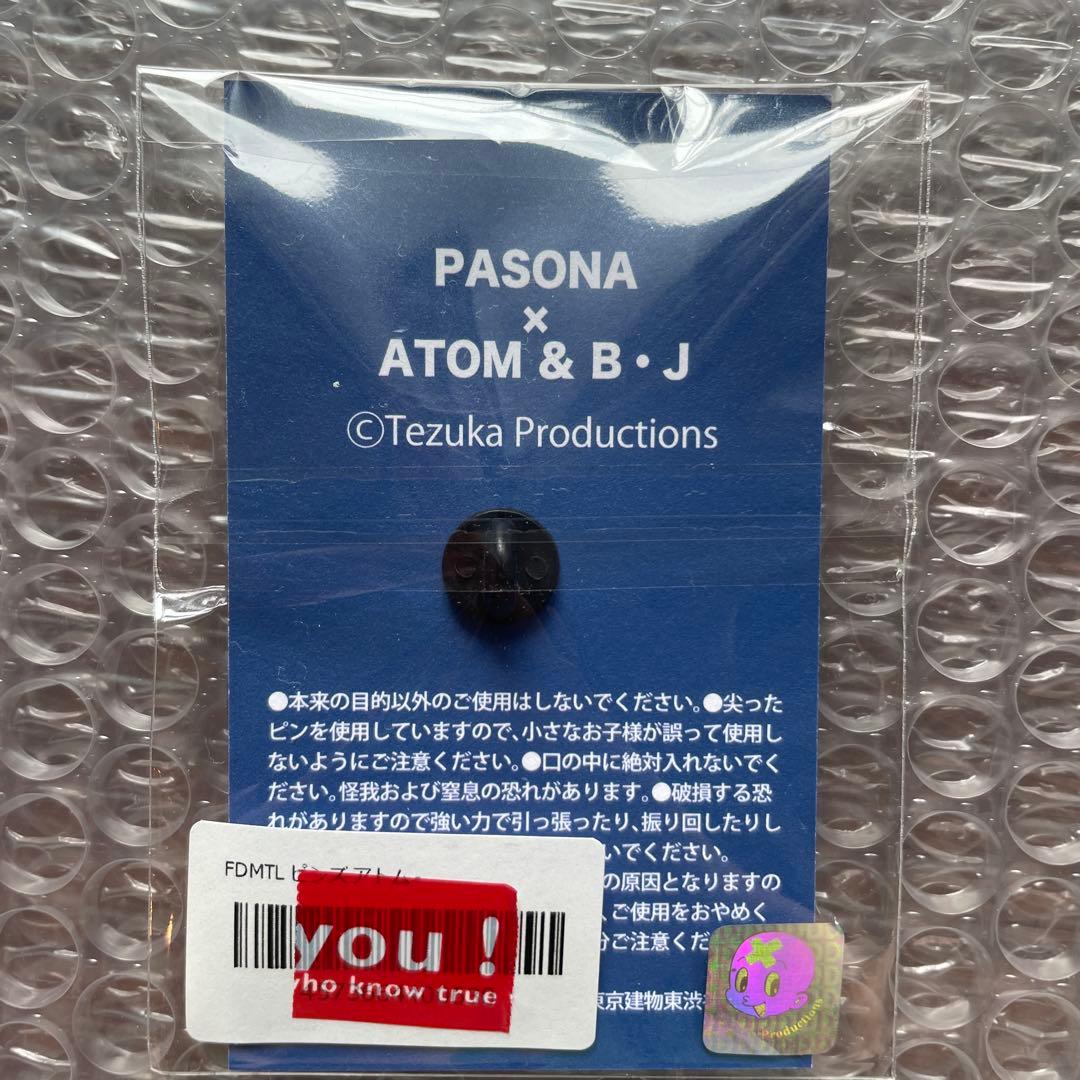 PASONA
×
ATOM & B・J
©Tezuka Productions
●本来の目的以外のご使用はしないでください。●尖った
ピンを使用していますので、小さなお子様が誤って使用し
ないようにご注意ください。●口の中に絶対入れないでく
ださい。怪我および窒息の恐れがあります。●破損する恐
れがありますので強い力で引っ張ったり、振り回したりし
いでください。
の原因となりますの
、ご使用をおやめく
分ご注意くだ
東京建物東渋
FDMTL ピンズアトム・
you !
who know true
Productions